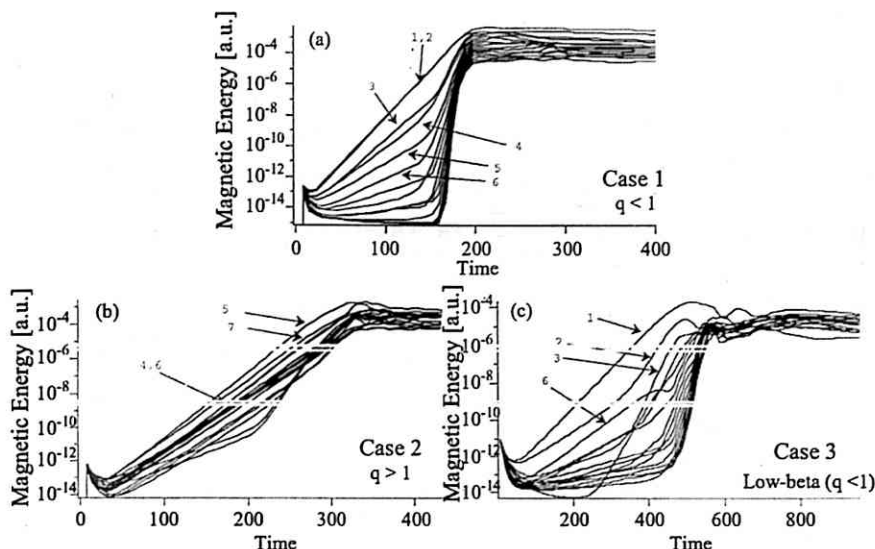 (a)
Magnetic Energy [a.u.]
10-4
10-6
10-8
10-10
10-12
10-14
1,2
3
4
5
6
Case 1
q < 1
0 100 200 300 400
Time
(b)
Magnetic Energy [a.u.]
10-4
10-6
10-8
10-10
10-12
10-14
5
7
4,6
Case 2
q > 1
0 100 200 300 400
Time
(c)
Magnetic Energy [a.u.]
10-4
10-6
10-8
10-10
10-12
10-14
1
2
3
6
Case 3
Low-beta (q <1)
200 400 600 800
Time